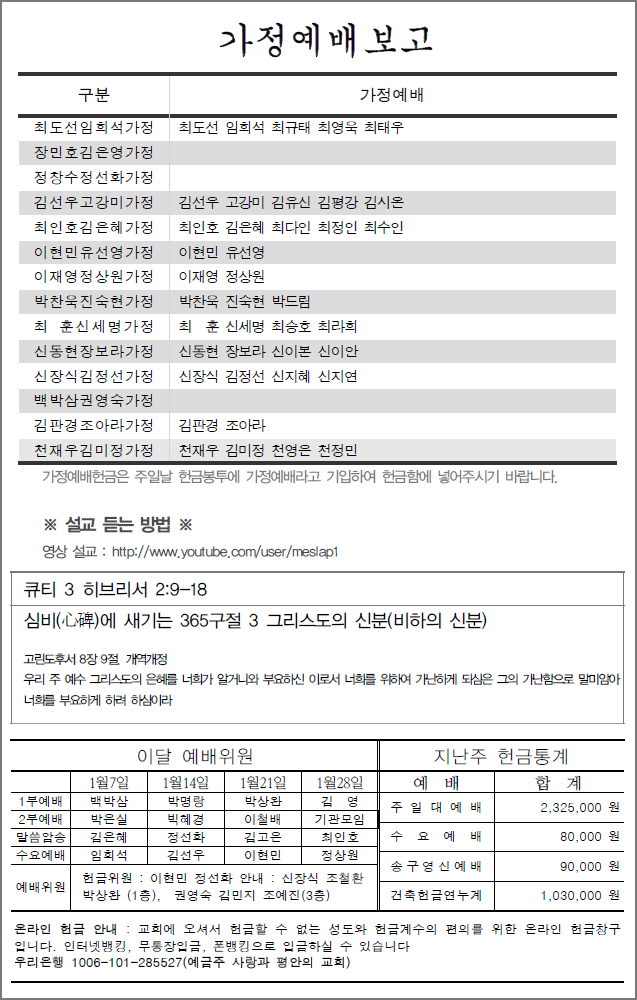 가정예배보고
구분 가정예배
최도선임희석가정 최도선 임희석 최규태 최영욱 최태우
장민호김은영가정
정창수정선화가정
김선우고강미가정 김선우 고강미 김유신 김평강 김시온
최인호김은혜가정 최인호 김은혜 최다인 최정인 최수인
이현민유선영가정 이현민 유선영
이재영정상원가정 이재영 정상원
박찬욱진숙현가정 박찬욱 진숙현 박드림
최 훈신세명가정 최 훈 신세명 최승호 최라희
신동현장보라가정 신동현 장보라 신이본 신이안
신장식김정선가정 신장식 김정선 신지혜 신지연
백박삼권영숙가정
김판경조아라가정 김판경 조아라
천재우김미정가정 천재우 김미정 천영은 천정민
가정예배헌금은 주일날 헌금봉투에 가정예배라고 기입하여 헌금함에 넣어주시기 바랍니다.
※ 설교 듣는 방법 ※
영상 설교 : http://www.youtube.com/user/meslap1
큐티 3 히브리서 2:9-18
심비(心碑)에 새기는 365구절 3 그리스도의 신분(비하의 신분)
고린도후서 8장 9절, 개역개정
우리 주 예수 그리스도의 은혜를 너희가 알거니와 부요하신 이로서 너희를 위하여 가난하게 되심은 그의 가난함으로 말미암아
너희를 부요하게 하려 하심이라
이달 예배위원
1월7일 1월14일 1월21일 1월28일
1부예배 백박삼 박명랑 박상완 김 영
2부예배 박은실 빅혜경 이철배 기관모임
말씀암송 김은혜 정선화 김고은 최인호
수요예배 임희석 김선우 이현민 정상원
예배위원 헌금위원 : 이현민 정선화 안내 : 신장식 조철환
박상완 (1층), 권영숙 김민지 조예진(3층)
지난주 헌금통계
예 배 합 계
주일대예배 2,325,000 원
수요예배 80,000 원
송구영신예배 90,000 원
건축헌금연누계 1,030,000 원
온라인 헌금 안내 : 교회에 오셔서 헌금할 수 없는 성도와 헌금계수의 편의를 위한 온라인 헌금창구
입니다. 인터넷뱅킹, 무통장입금, 폰뱅킹으로 입금하실 수 있습니다
우리은행 1006-101-285527(예금주 사랑과 평안의 교회)